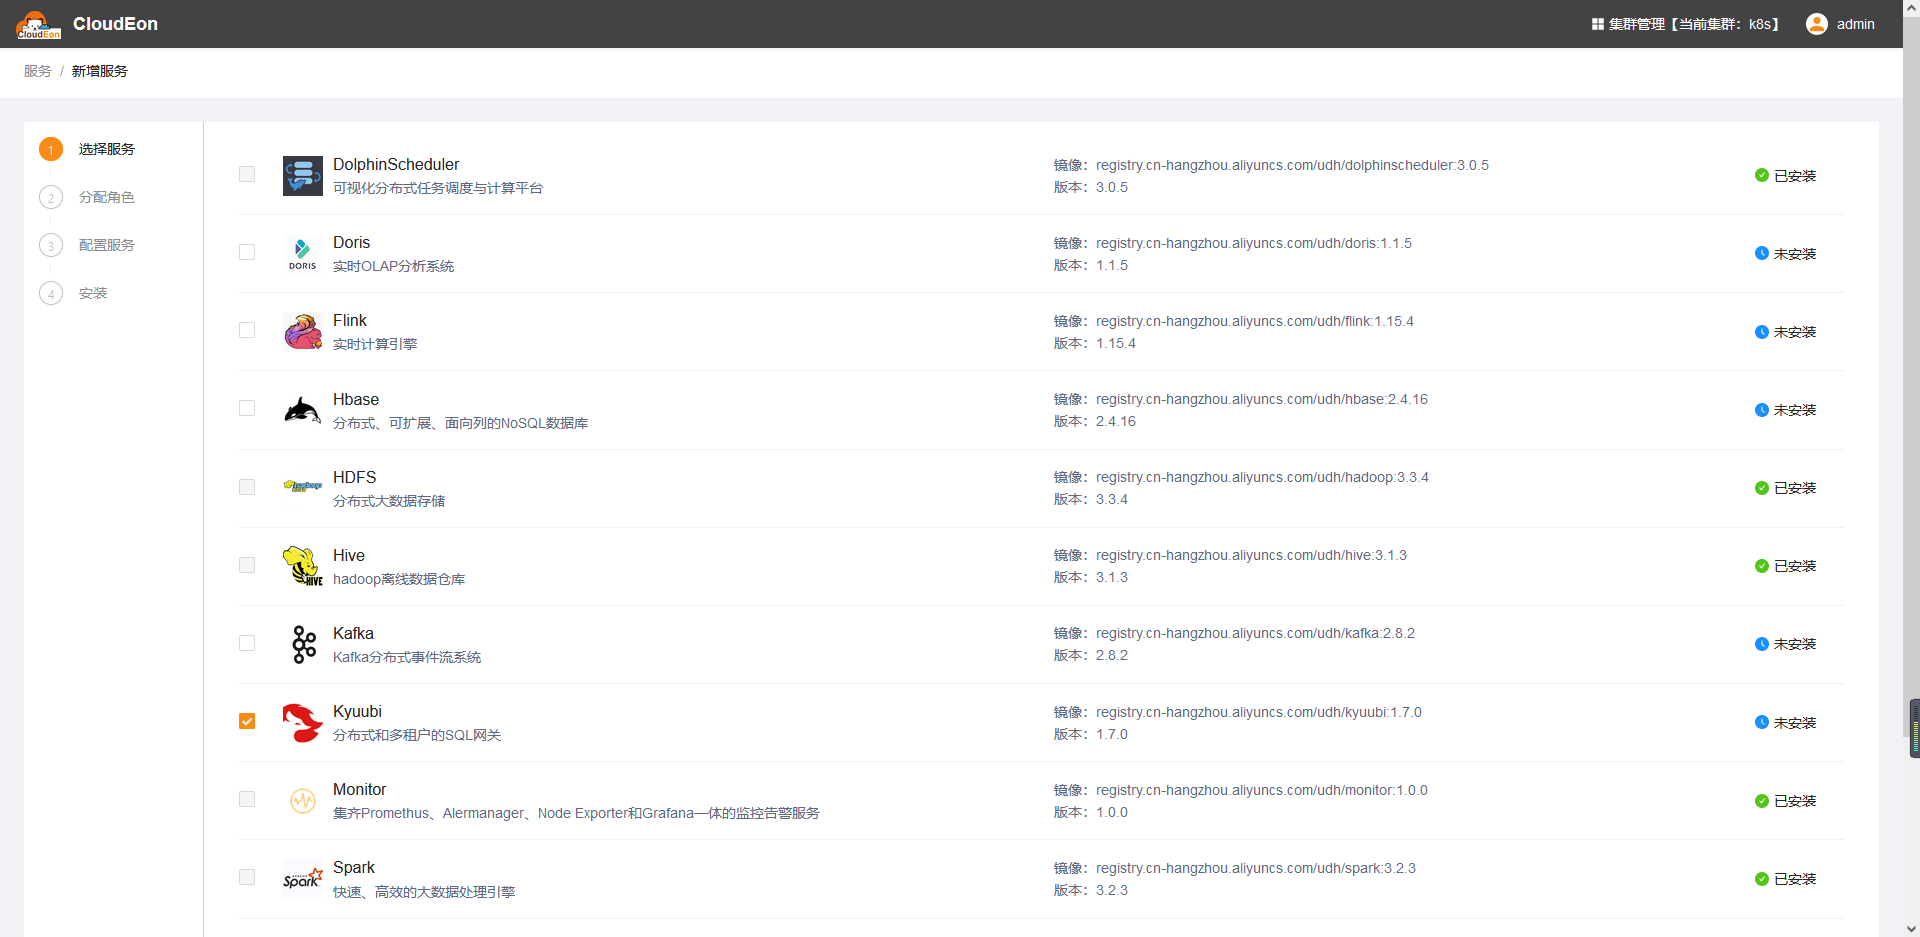 CloudEon
CloudEon
集群管理【当前集群：k8s】
admin
服务 / 新增服务
1 选择服务
2 分配角色
3 配置服务
4 安装
DolphinScheduler
可视化分布式任务调度与计算平台
镜像：registry.cn-hangzhou.aliyuncs.com/udh/dolphinscheduler:3.0.5
版本：3.0.5
已安装
DORIS
Doris
实时OLAP分析系统
镜像：registry.cn-hangzhou.aliyuncs.com/udh/doris:1.1.5
版本：1.1.5
未安装
Flink
实时计算引擎
镜像：registry.cn-hangzhou.aliyuncs.com/udh/flink:1.15.4
版本：1.15.4
未安装
Hbase
分布式、可扩展、面向列的NoSQL数据库
镜像：registry.cn-hangzhou.aliyuncs.com/udh/hbase:2.4.16
版本：2.4.16
未安装
hadoop
HDFS
分布式大数据存储
镜像：registry.cn-hangzhou.aliyuncs.com/udh/hadoop:3.3.4
版本：3.3.4
已安装
HIVE
Hive
hadoop离线数据仓库
镜像：registry.cn-hangzhou.aliyuncs.com/udh/hive:3.1.3
版本：3.1.3
已安装
Kafka
Kafka分布式事件流系统
镜像：registry.cn-hangzhou.aliyuncs.com/udh/kafka:2.8.2
版本：2.8.2
未安装
Kyuubi
分布式和多租户的SQL网关
镜像：registry.cn-hangzhou.aliyuncs.com/udh/kyuubi:1.7.0
版本：1.7.0
未安装
Monitor
集齐Promethus、Alermanager、Node Exporter和Grafana一体的监控告警服务
镜像：registry.cn-hangzhou.aliyuncs.com/udh/monitor:1.0.0
版本：1.0.0
已安装
APACHE
Spark
Spark
快速、高效的大数据处理引擎
镜像：registry.cn-hangzhou.aliyuncs.com/udh/spark:3.2.3
版本：3.2.3
已安装